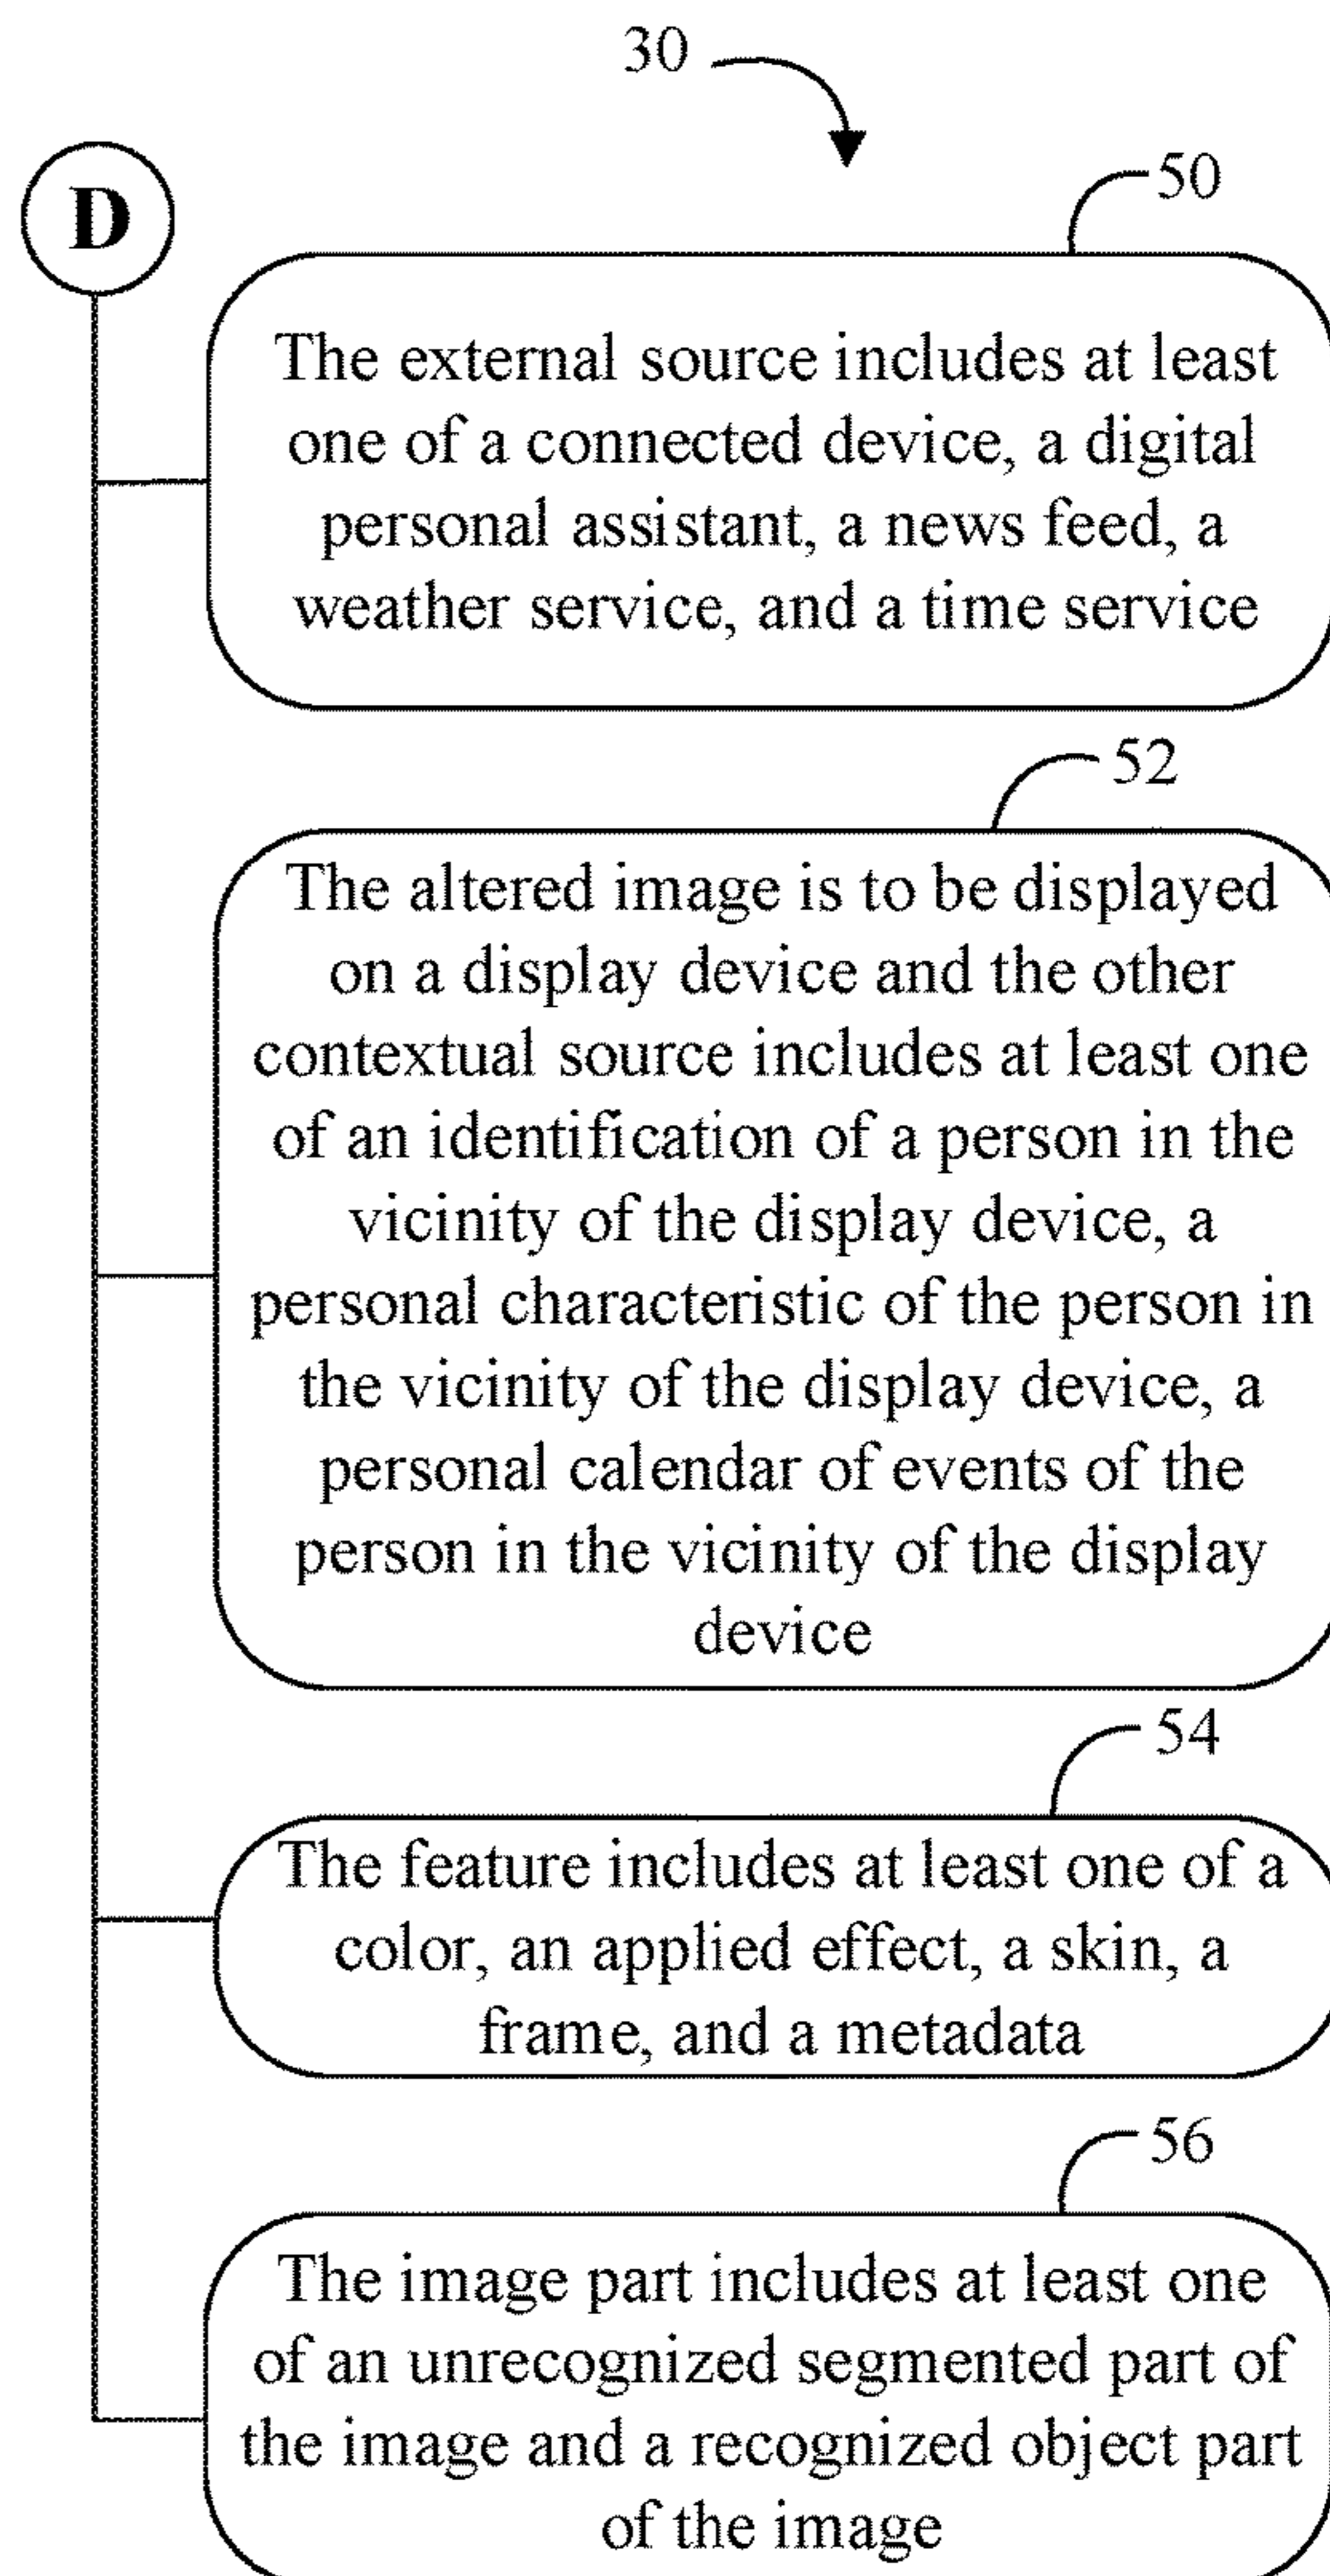 30
D
50
The external source includes at least
one of a connected device, a digital
personal assistant, a news feed, a
weather service, and a time service
52
The altered image is to be displayed
on a display device and the other
contextual source includes at least one
of an identification of a person in the
vicinity of the display device, a
personal characteristic of the person in
the vicinity of the display device, a
personal calendar of events of the
person in the vicinity of the display
device
54
The feature includes at least one of a
color, an applied effect, a skin, a
frame, and a metadata
56
The image part includes at least one
of an unrecognized segmented part of
the image and a recognized object part
of the image